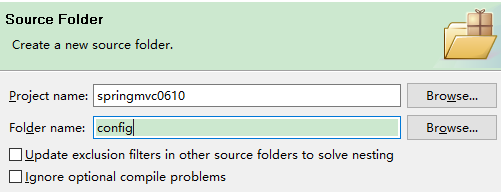 Source Folder
Create a new source folder.
Project name: springmvc0610 Browse...
Folder name: config Browse...
Update exclusion filters in other source folders to solve nesting
Ignore optional compile problems